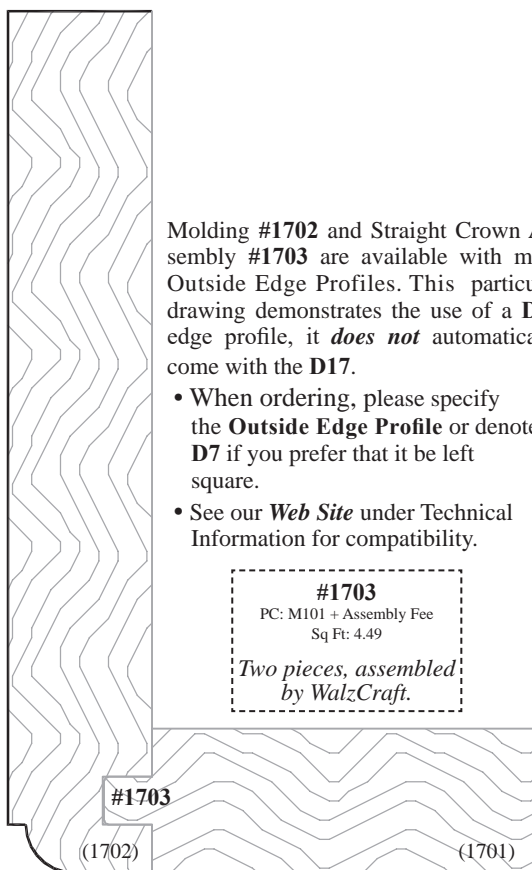 Molding #1702 and Straight Crown
sembly #1703 are available with
Outside Edge Profiles. This
drawing demonstrates the use of a
edge profile, it does not
come with the D17.
• When ordering, please specify
the Outside Edge Profile or denote
D7 if you prefer that it be left
square.
• See our Web Site under Technical
Information for compatibility.
#1703
PC: M101 + Assembly Fee
Sq Ft: 4.49
Two pieces, assembled
by WalzCraft.
#1703
(1702)
(1701)